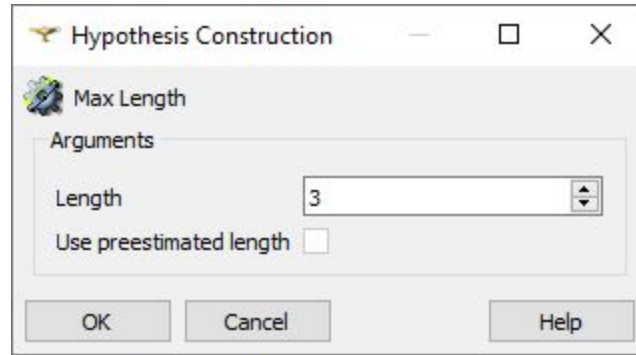 Hypothesis Construction
Max Length
Arguments
Length 3
Use preestimated length
OK Cancel Help